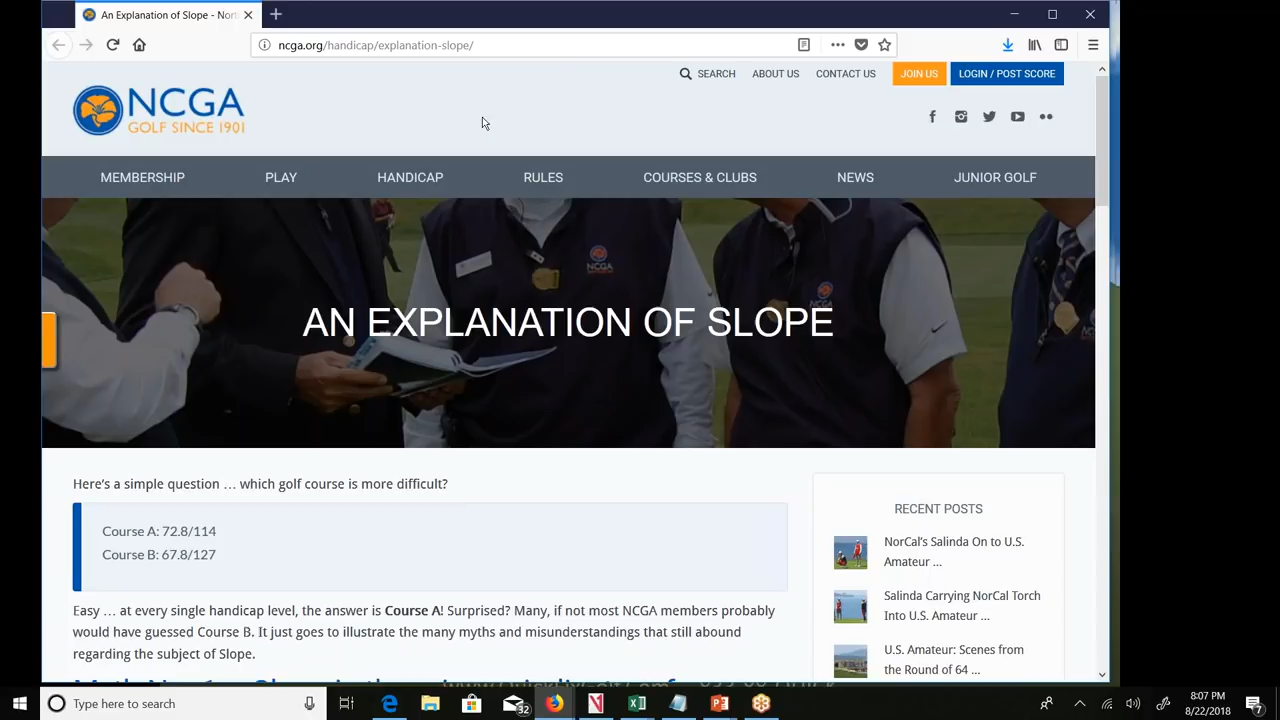 An Explanation of Slope - Nort
ncga.org/handicap/explanation-slope/
SEARCH ABOUT US CONTACT US JOIN US LOGIN / POST SCORE
NCGA
GOLF SINCE 1901
MEMBERSHIP PLAY HANDICAP RULES COURSES & CLUBS NEWS JUNIOR GOLF
NCGA
AN EXPLANATION OF SLOPE
Here's a simple question … which golf course is more difficult?
Course A: 72.8/114
Course B: 67.8/127
Easy … at every single handicap level, the answer is Course A! Surprised? Many, if not most NCGA members probably
would have guessed Course B. It just goes to illustrate the many myths and misunderstandings that still abound
regarding the subject of Slope.
RECENT POSTS
NorCal's Salinda On to U.S.
Amateur ...
Salinda Carrying NorCal Torch
Into U.S. Amateur ...
U.S. Amateur: Scenes from
the Round of 64 ...
Type here to search
32
8:07 PM
8/22/2018
7